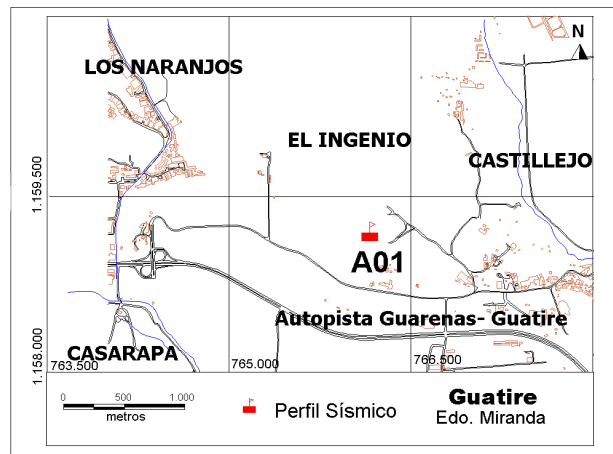 N
LOS NARANJOS
EL INGENIO
CASTILLEJO
1.159.500
A01
Autopista Guarenas- Guatire
CASARAPA
1.158.000
763.500
765.000
766.500
0 500 1.000
metros
Perfil Sísmico
Guatire
Edo. Miranda